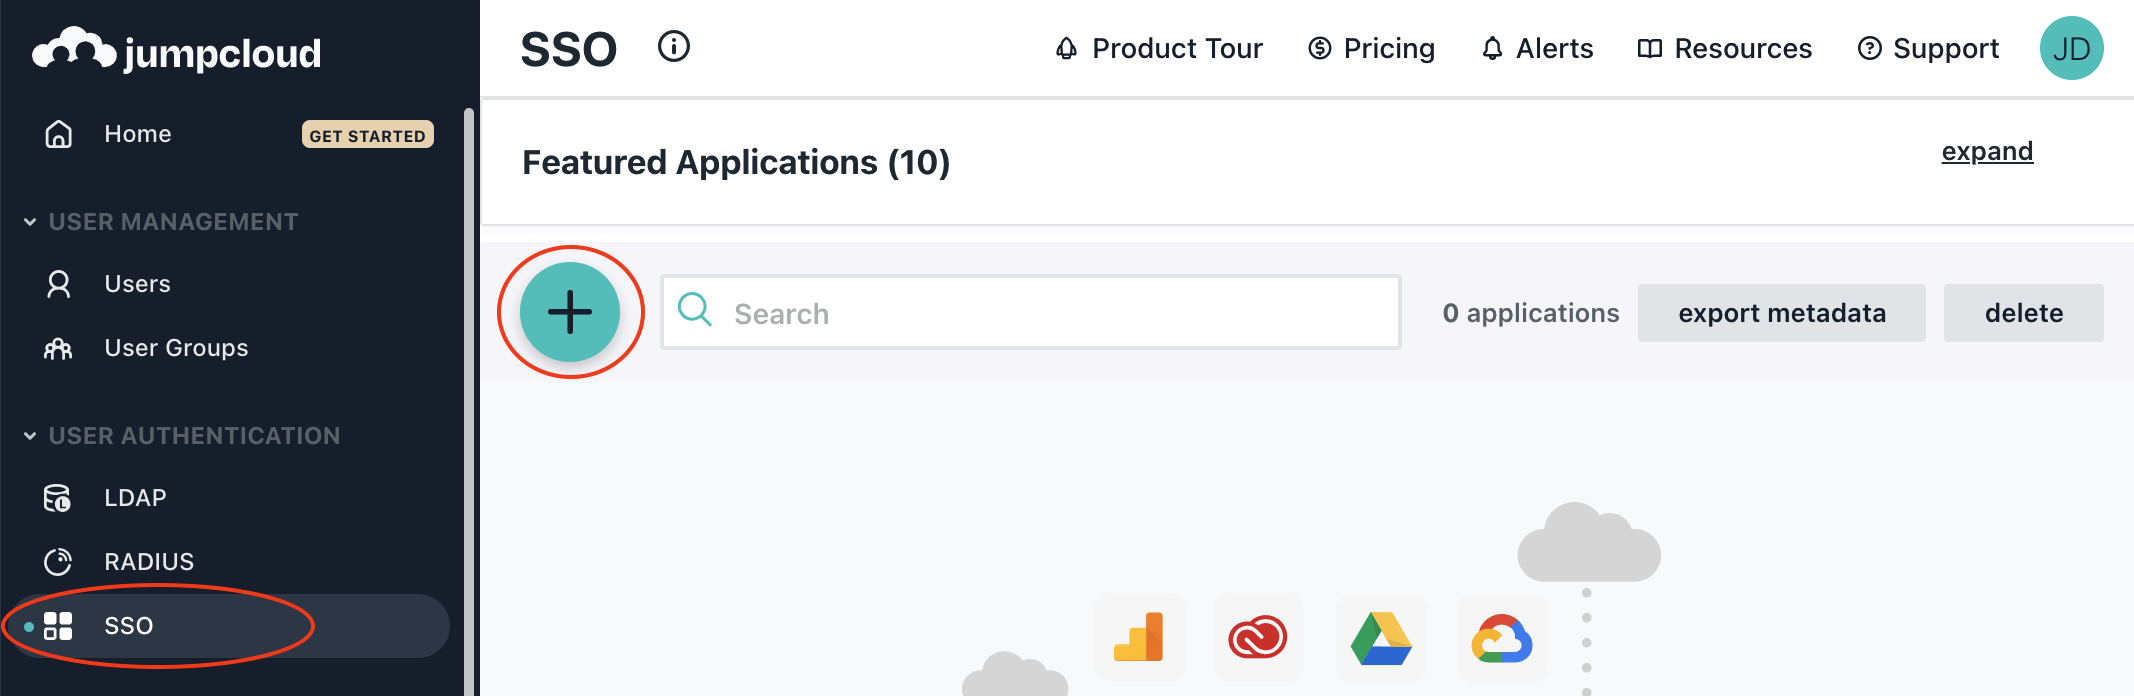 jumpcloud
Home
GET STARTED
USER MANAGEMENT
Users
User Groups
USER AUTHENTICATION
LDAP
RADIUS
SSO
SSO
Product Tour
Pricing
Alerts
Resources
Support
JD
Featured Applications (10)
expand
Search
0 applications
export metadata
delete